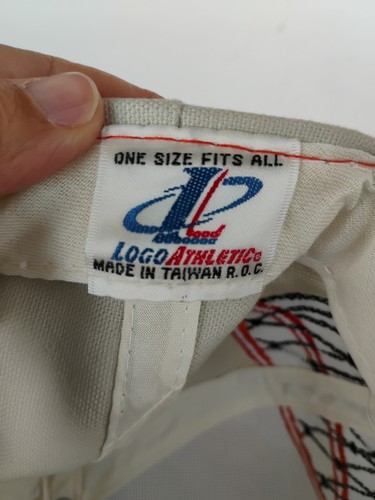 ONE SIZE FITS ALL
L
LOGO ATHLETIC®
MADE IN TAIWAN R.O.C.